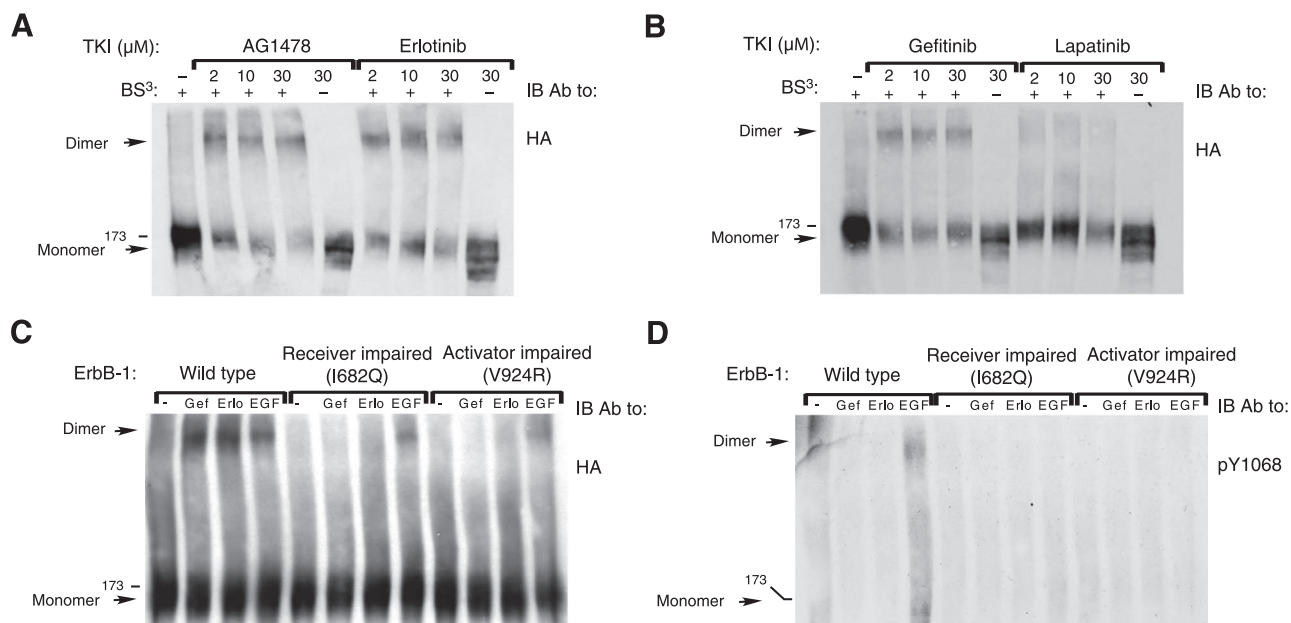 A
TKI (µM): AG1478 Erlotinib
– 2 10 30 30 2 10 30 30
BS³: + + + + – + + + – IB Ab to:
Dimer
HA
173
Monomer
B
TKI (µM): Gefitinib Lapatinib
– 2 10 30 30 2 10 30 30
BS³: + + + + – + + + – IB Ab to:
Dimer
HA
173
Monomer
C
ErbB-1: Wild type Receiver impaired (I682Q) Activator impaired (V924R)
- Gef Erlo EGF - Gef Erlo EGF - Gef Erlo EGF IB Ab to:
Dimer
HA
173
Monomer
D
ErbB-1: Wild type Receiver impaired (I682Q) Activator impaired (V924R)
- Gef Erlo EGF - Gef Erlo EGF - Gef Erlo EGF IB Ab to:
Dimer
pY1068
173
Monomer